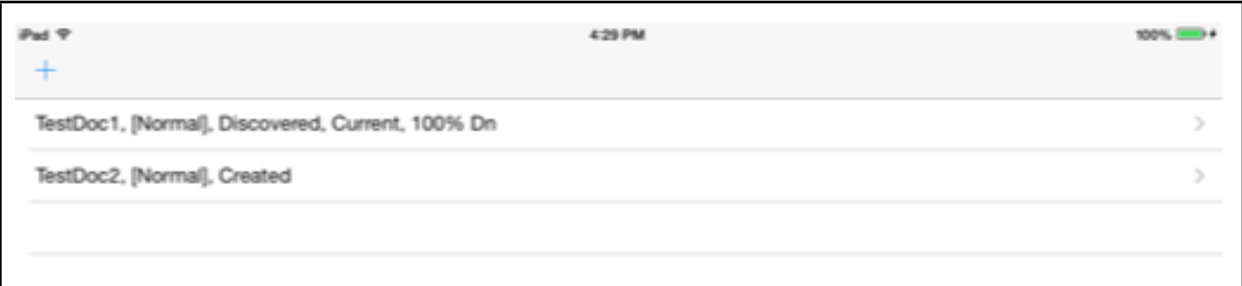 iPad 4:29 PM 100%
+
TestDoc1, [Normal], Discovered, Current, 100% Dn
TestDoc2, [Normal], Created